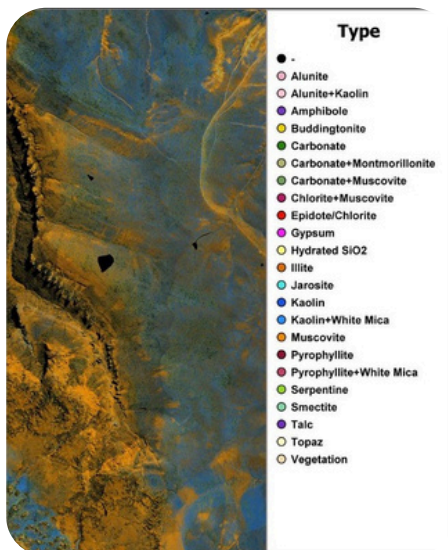 Type
-
Alunite
Alunite+Kaolin
Amphibole
Buddingtonite
Carbonate
Carbonate+Montmorillonite
Carbonate+Muscovite
Chlorite+Muscovite
Epidote/Chlorite
Gypsum
Hydrated SiO2
Illite
Jarosite
Kaolin
Kaolin+White Mica
Muscovite
Pyrophyllite
Pyrophyllite+White Mica
Serpentine
Smectite
Talc
Topaz
Vegetation